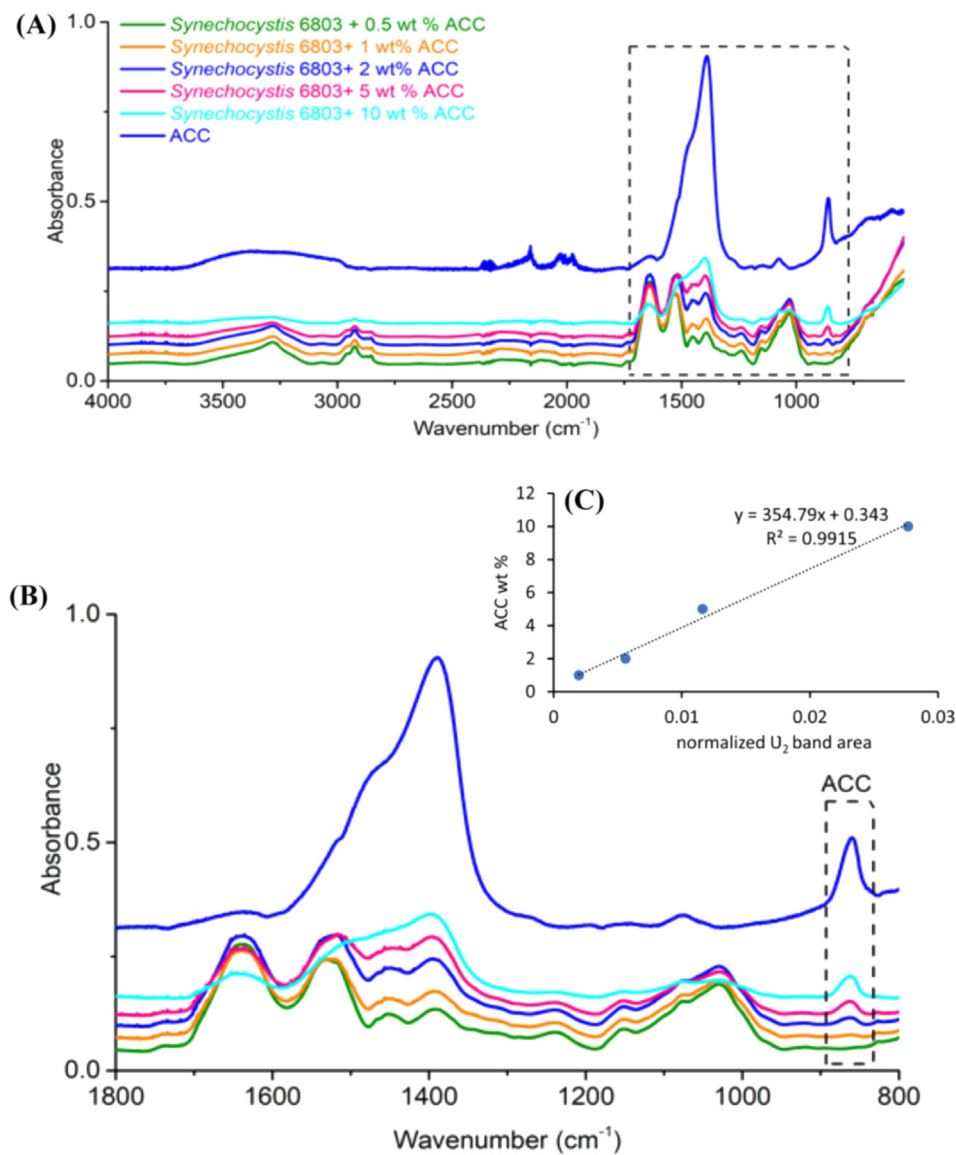 (A)
1.0
Synechocystis 6803 + 0.5 wt % ACC
Synechocystis 6803+ 1 wt% ACC
Synechocystis 6803+ 2 wt% ACC
Synechocystis 6803+ 5 wt % ACC
Synechocystis 6803+ 10 wt % ACC
ACC
Absorbance
0.5
0.0
4000 3500 3000 2500 2000 1500 1000
Wavenumber (cm⁻¹)
(C)
12
10
8
6
4
2
0
ACC wt %
y = 354.79x + 0.343
R² = 0.9915
0 0.01 0.02 0.03
normalized Ʋ₂ band area
(B)
1.0
ACC
Absorbance
0.5
0.0
1800 1600 1400 1200 1000 800
Wavenumber (cm⁻¹)